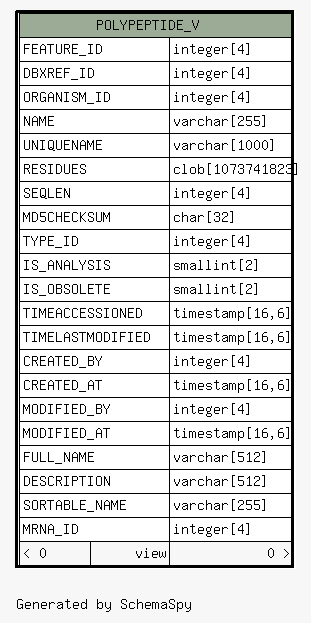 POLYPEPTIDE_V
FEATURE_ID integer[4]
DBXREF_ID integer[4]
ORGANISM_ID integer[4]
NAME varchar[255]
UNIQUENAME varchar[1000]
RESIDUES clob[1073741823]
SEQLEN integer[4]
MD5CHECKSUM char[32]
TYPE_ID integer[4]
IS_ANALYSIS smallint[2]
IS_OBSOLETE smallint[2]
TIMEACCESSIONED timestamp[16,6]
TIMELASTMODIFIED timestamp[16,6]
CREATED_BY integer[4]
CREATED_AT timestamp[16,6]
MODIFIED_BY integer[4]
MODIFIED_AT timestamp[16,6]
FULL_NAME varchar[512]
DESCRIPTION varchar[512]
SORTABLE_NAME varchar[255]
MRNA_ID integer[4]
< 0 view 0 >
Generated by SchemaSpy